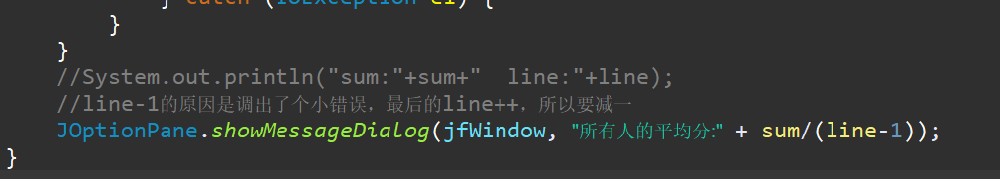 } catch (IOException e1) {
}
}
//System.out.println("sum:"+sum+"  line:"+line);
//line-1的原因是调出了个小错误，最后的line++，所以要减一
JOptionPane.showMessageDialog(jfWindow, "所有人的平均分:" + sum/(line-1));
}